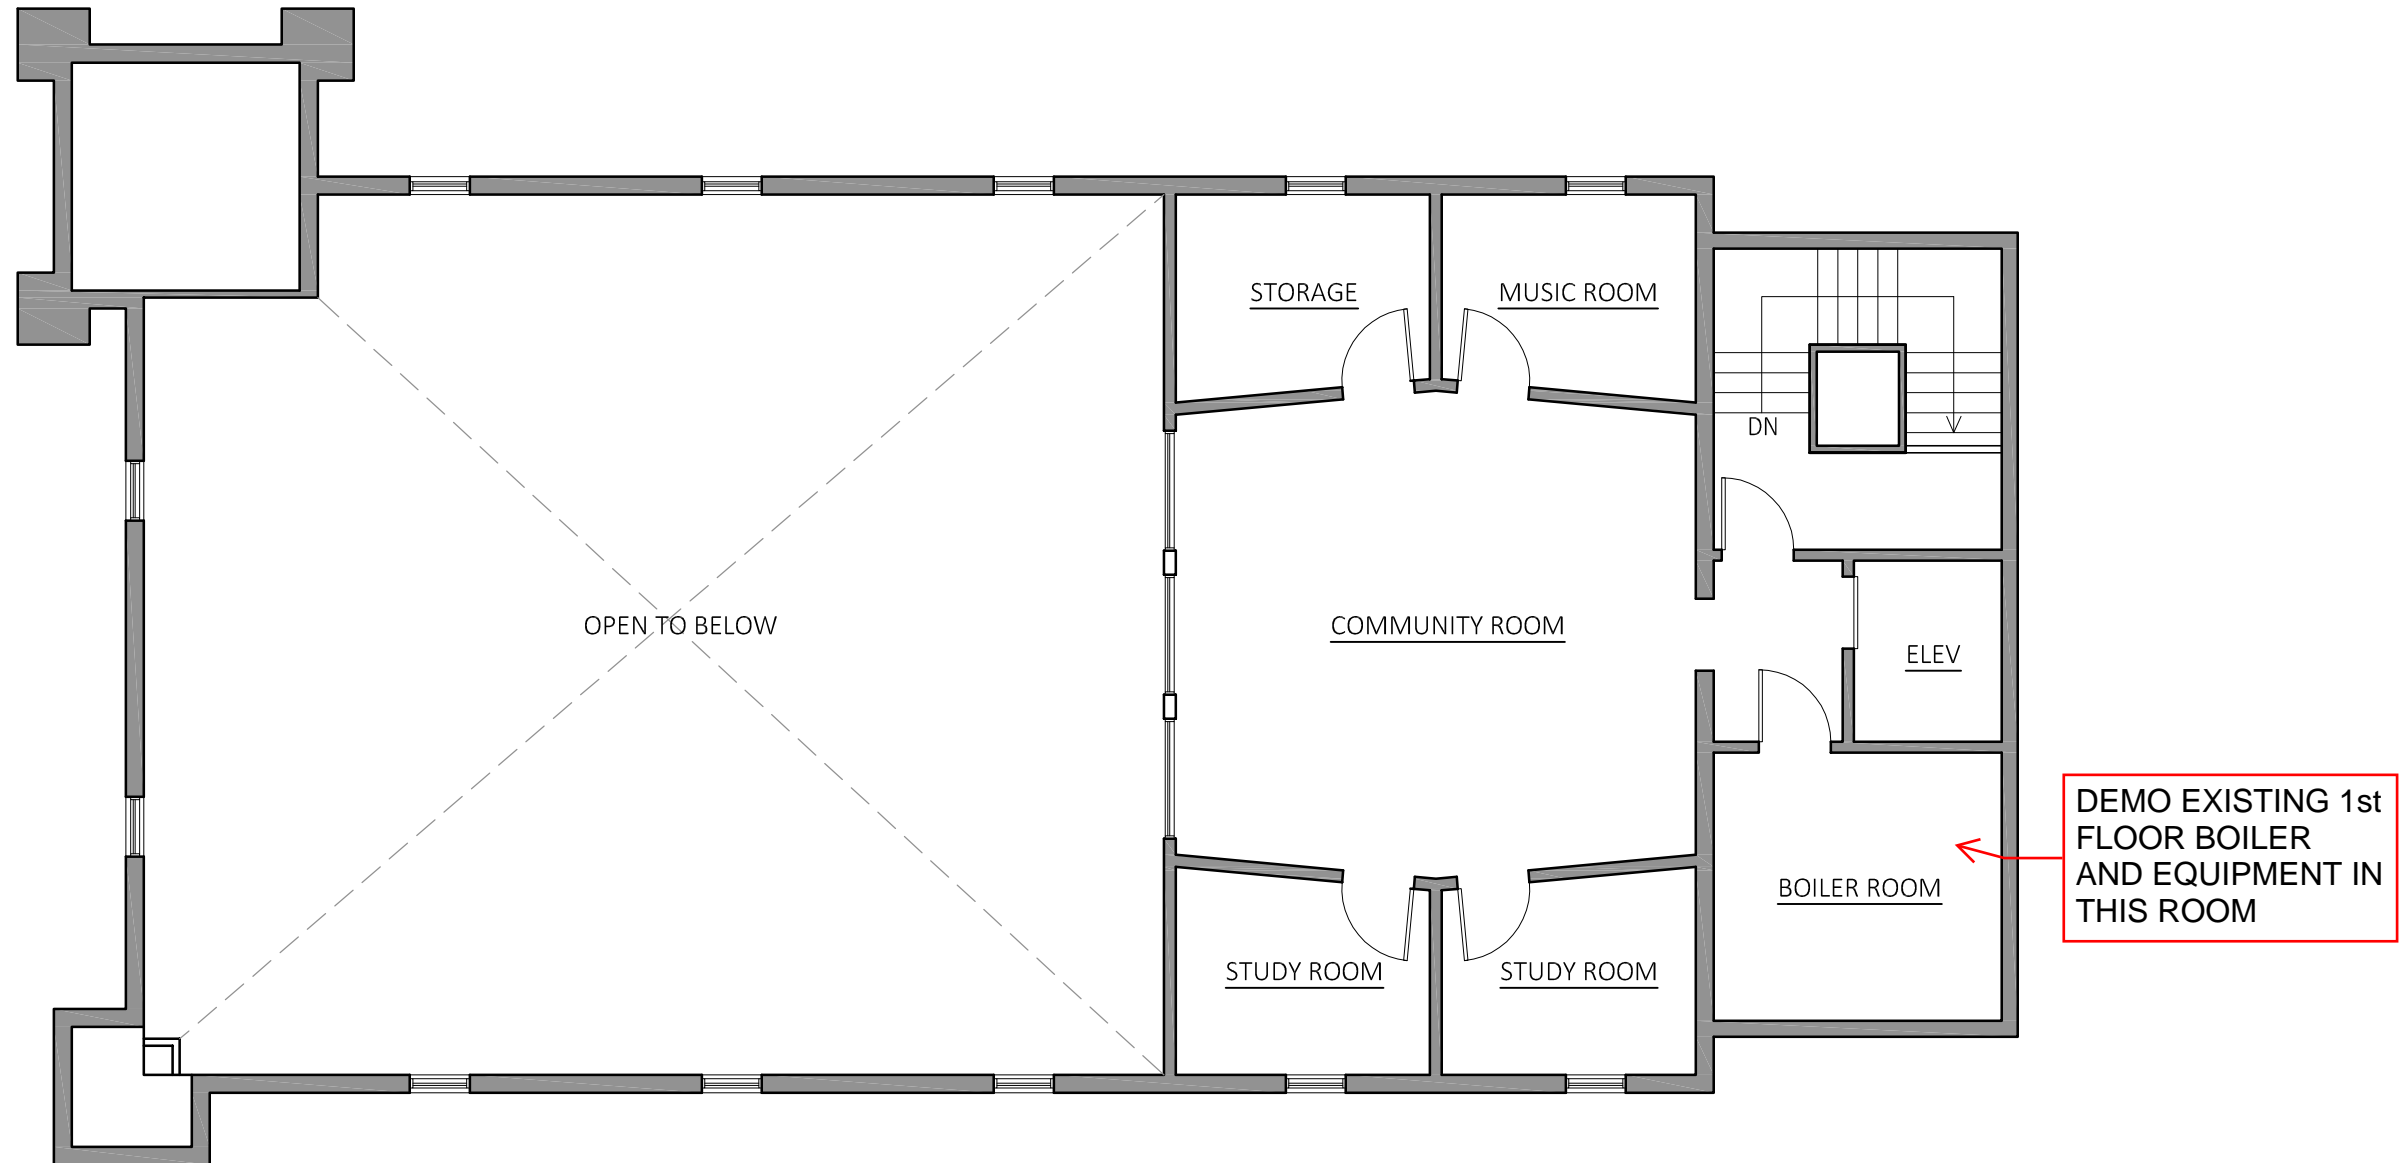 STORAGE
MUSIC ROOM
DN
OPEN TO BELOW
COMMUNITY ROOM
ELEV
DEMO EXISTING 1st
FLOOR BOILER
AND EQUIPMENT IN
THIS ROOM
BOILER ROOM
STUDY ROOM
STUDY ROOM